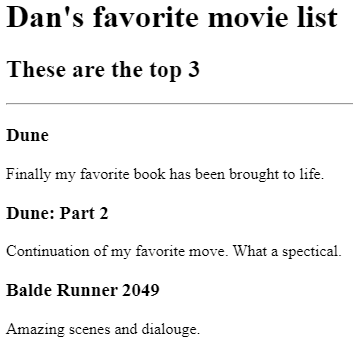 Dan's favorite movie list
These are the top 3
Dune
Finally my favorite book has been brought to life.
Dune: Part 2
Continuation of my favorite move. What a spectical.
Balde Runner 2049
Amazing scenes and dialouge.